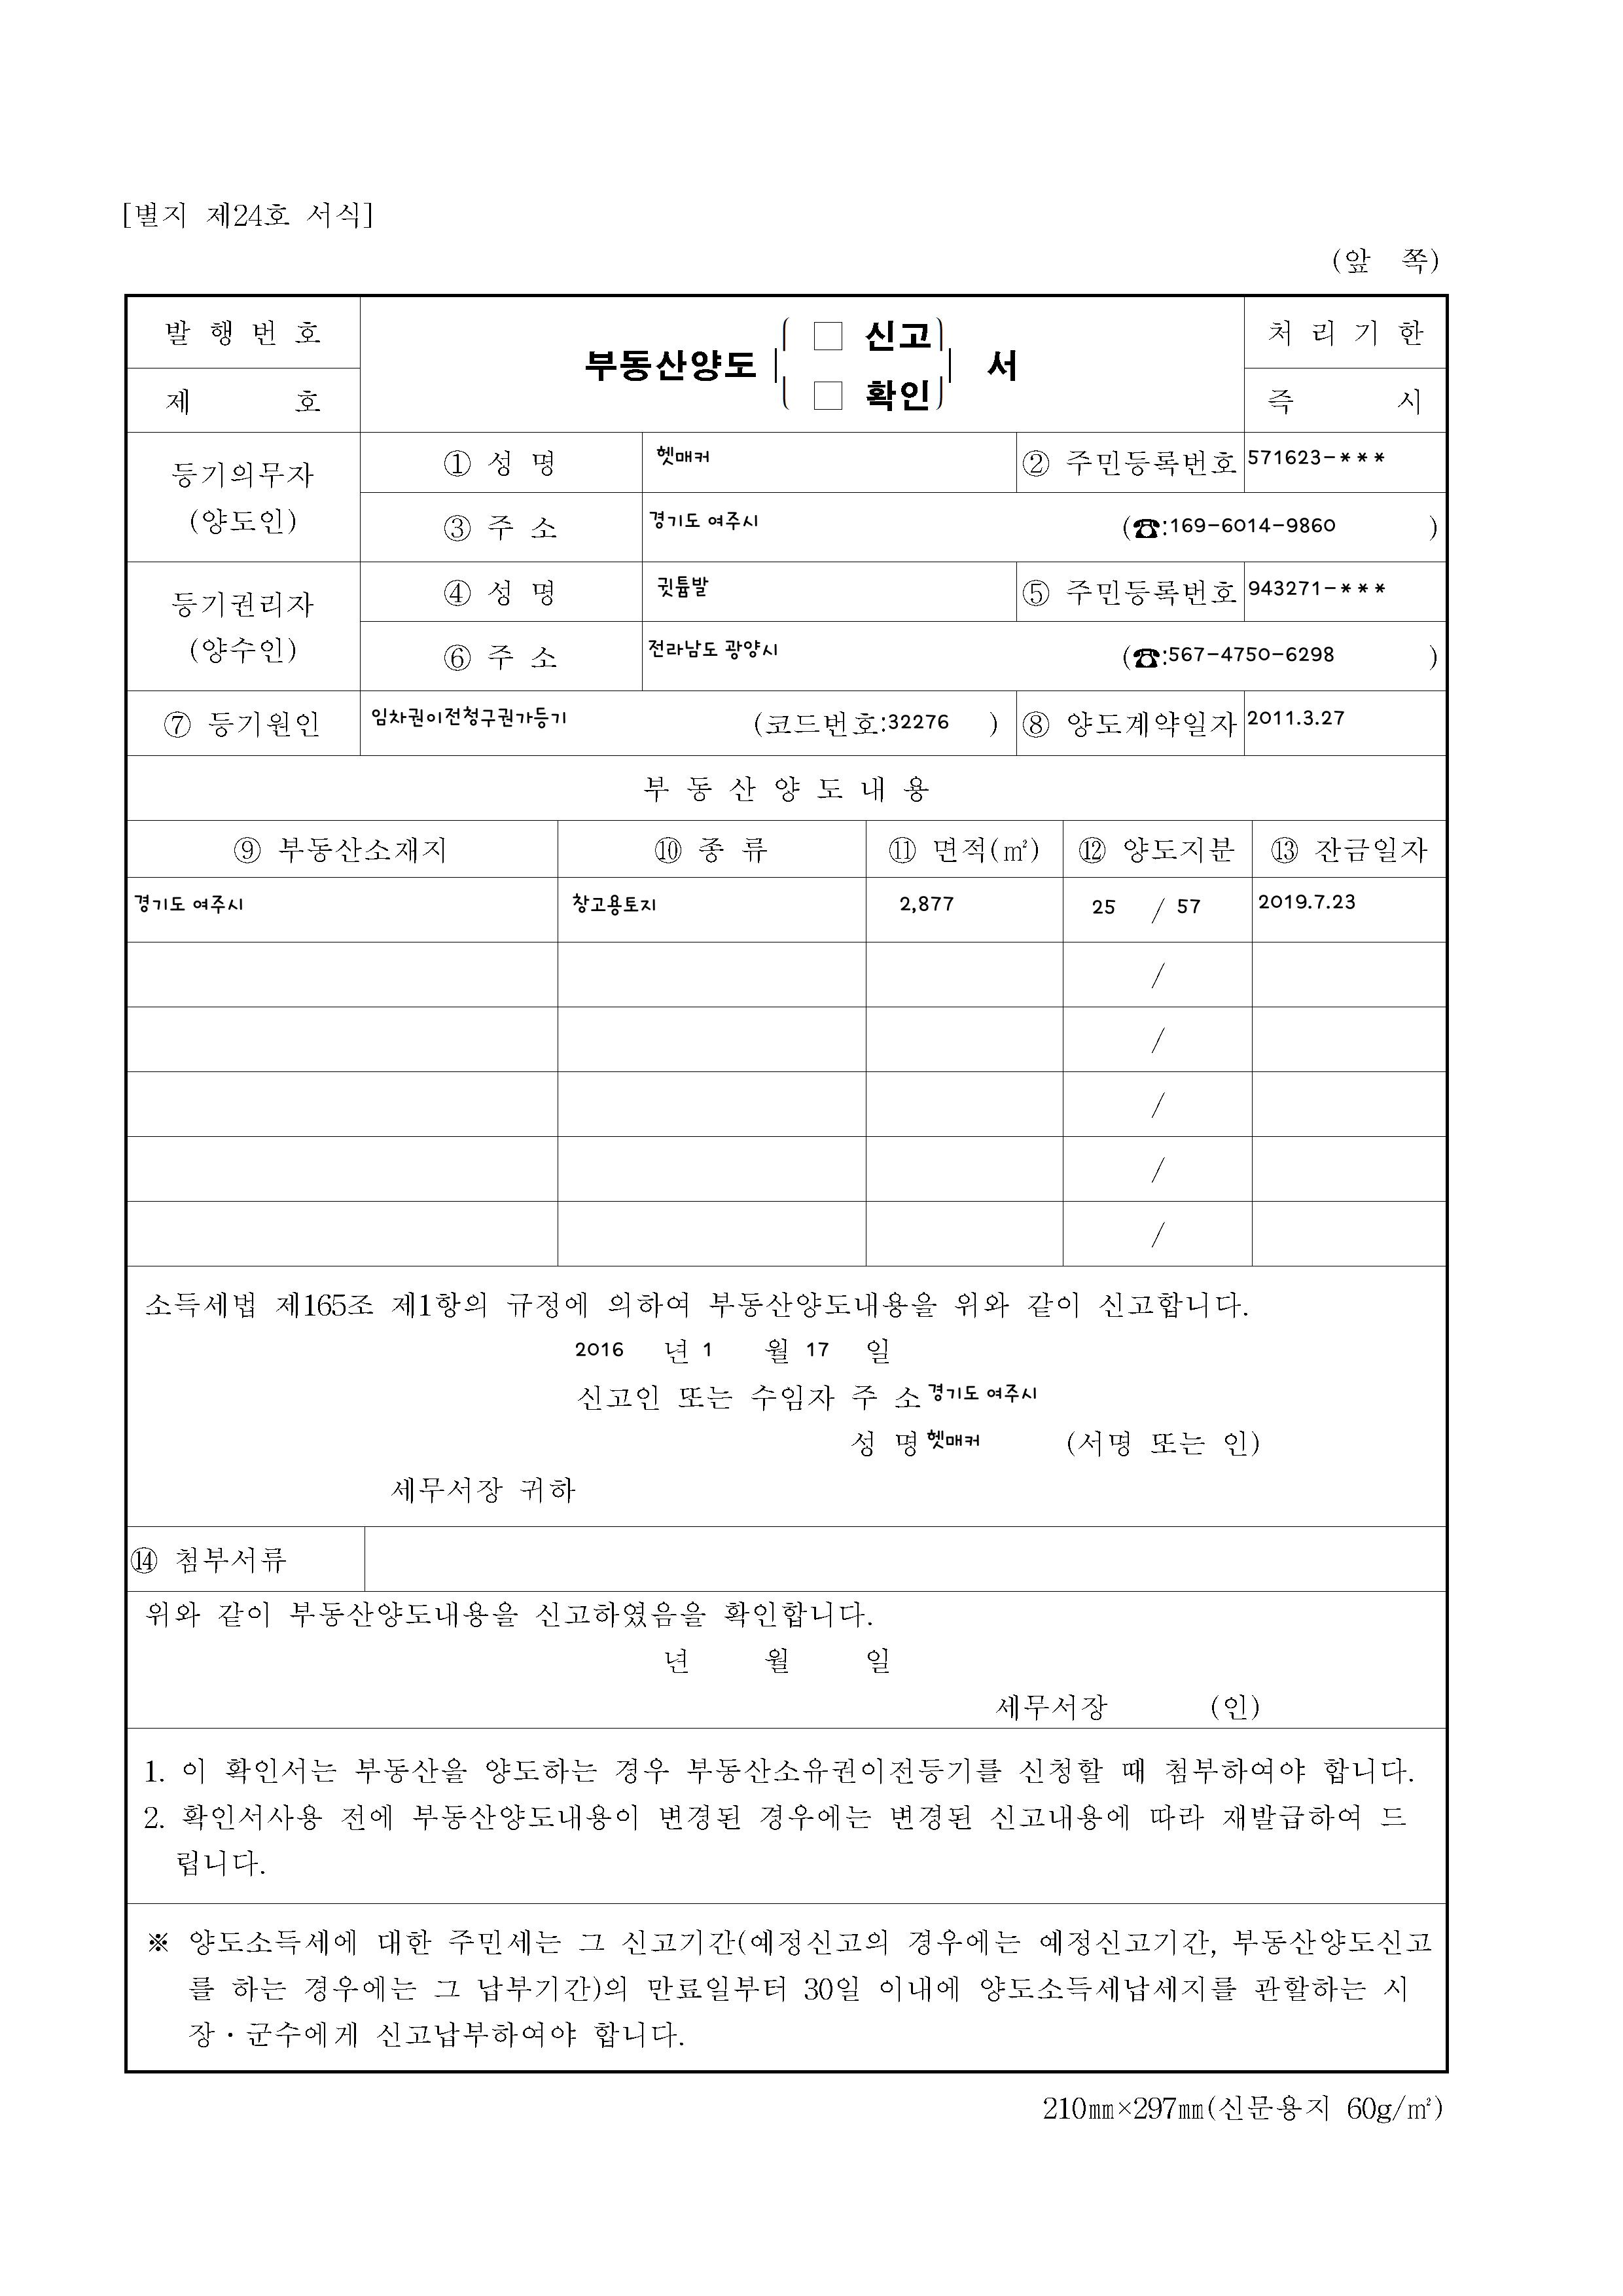 [별지 제24호 서식]
(앞 쪽)
발 행 번 호
제 호
부동산양도 □ 신고 □ 확인 서
처 리 기 한
즉 시
등기의무자
(양도인)
① 성 명 헷매커 ② 주민등록번호 571623-***
③ 주 소 경기도 여주시 (☎:169-6014-9860 )
등기권리자
(양수인)
④ 성 명 귓튬발 ⑤ 주민등록번호 943271-***
⑥ 주 소 전라남도 광양시 (☎:567-4750-6298 )
⑦ 등기원인 임차권이전청구권가등기 (코드번호:32276 ) ⑧ 양도계약일자 2011.3.27
부 동 산 양 도 내 용
⑨ 부동산소재지 ⑩ 종 류 ⑪ 면적(㎡) ⑫ 양도지분 ⑬ 잔금일자
경기도 여주시 창고용토지 2,877 25 / 57 2019.7.23
/
/
/
/
/
소득세법 제165조 제1항의 규정에 의하여 부동산양도내용을 위와 같이 신고합니다.
2016 년 1 월 17 일
신고인 또는 수임자 주 소 경기도 여주시
성 명 헷매커 (서명 또는 인)
세무서장 귀하
⑭ 첨부서류
위와 같이 부동산양도내용을 신고하였음을 확인합니다.
년 월 일
세무서장 (인)
1. 이 확인서는 부동산을 양도하는 경우 부동산소유권이전등기를 신청할 때 첨부하여야 합니다.
2. 확인서사용 전에 부동산양도내용이 변경된 경우에는 변경된 신고내용에 따라 재발급하여 드
립니다.
※ 양도소득세에 대한 주민세는 그 신고기간(예정신고의 경우에는 예정신고기간, 부동산양도신고
를 하는 경우에는 그 납부기간)의 만료일부터 30일 이내에 양도소득세납세지를 관할하는 시
장·군수에게 신고납부하여야 합니다.
210㎜×297㎜(신문용지 60g/㎡)